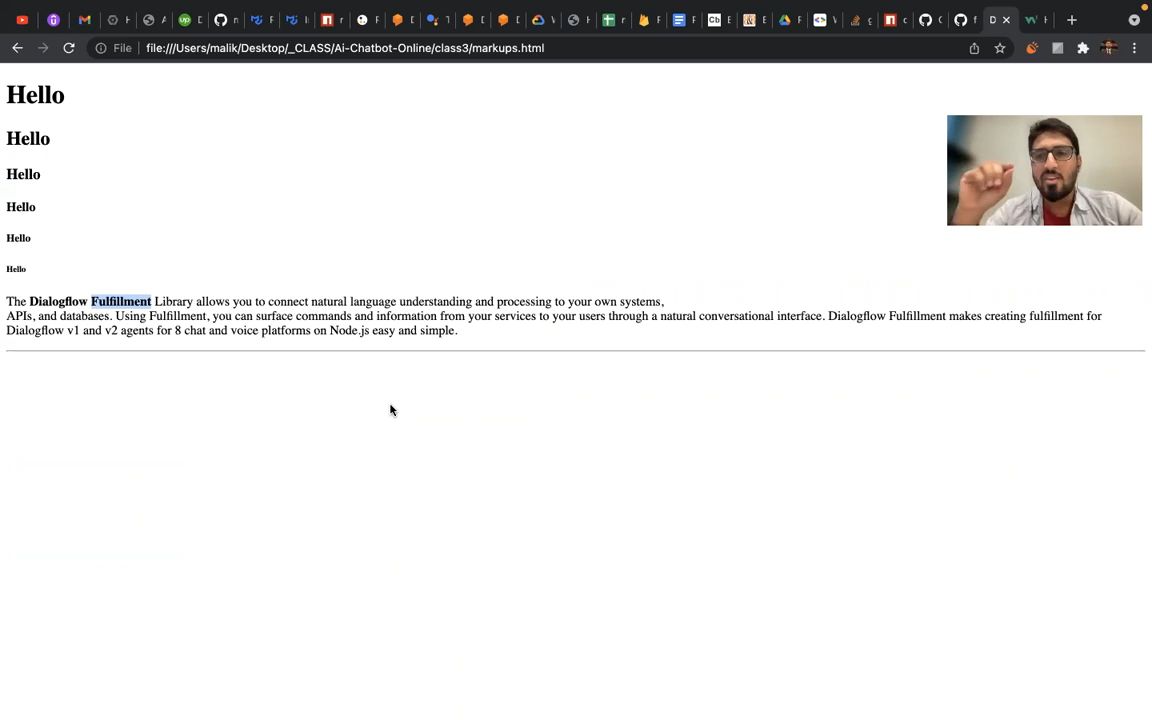 File
file:///Users/malik/Desktop/_CLASS/Ai-Chatbot-Online/class3/markups.html
Hello
Hello
Hello
Hello
Hello
Hello
The Dialogflow Fulfillment Library allows you to connect natural language understanding and processing to your own systems,
APIs, and databases. Using Fulfillment, you can surface commands and information from your services to your users through a natural conversational interface. Dialogflow Fulfillment makes creating fulfillment for
Dialogflow v1 and v2 agents for 8 chat and voice platforms on Node.js easy and simple.